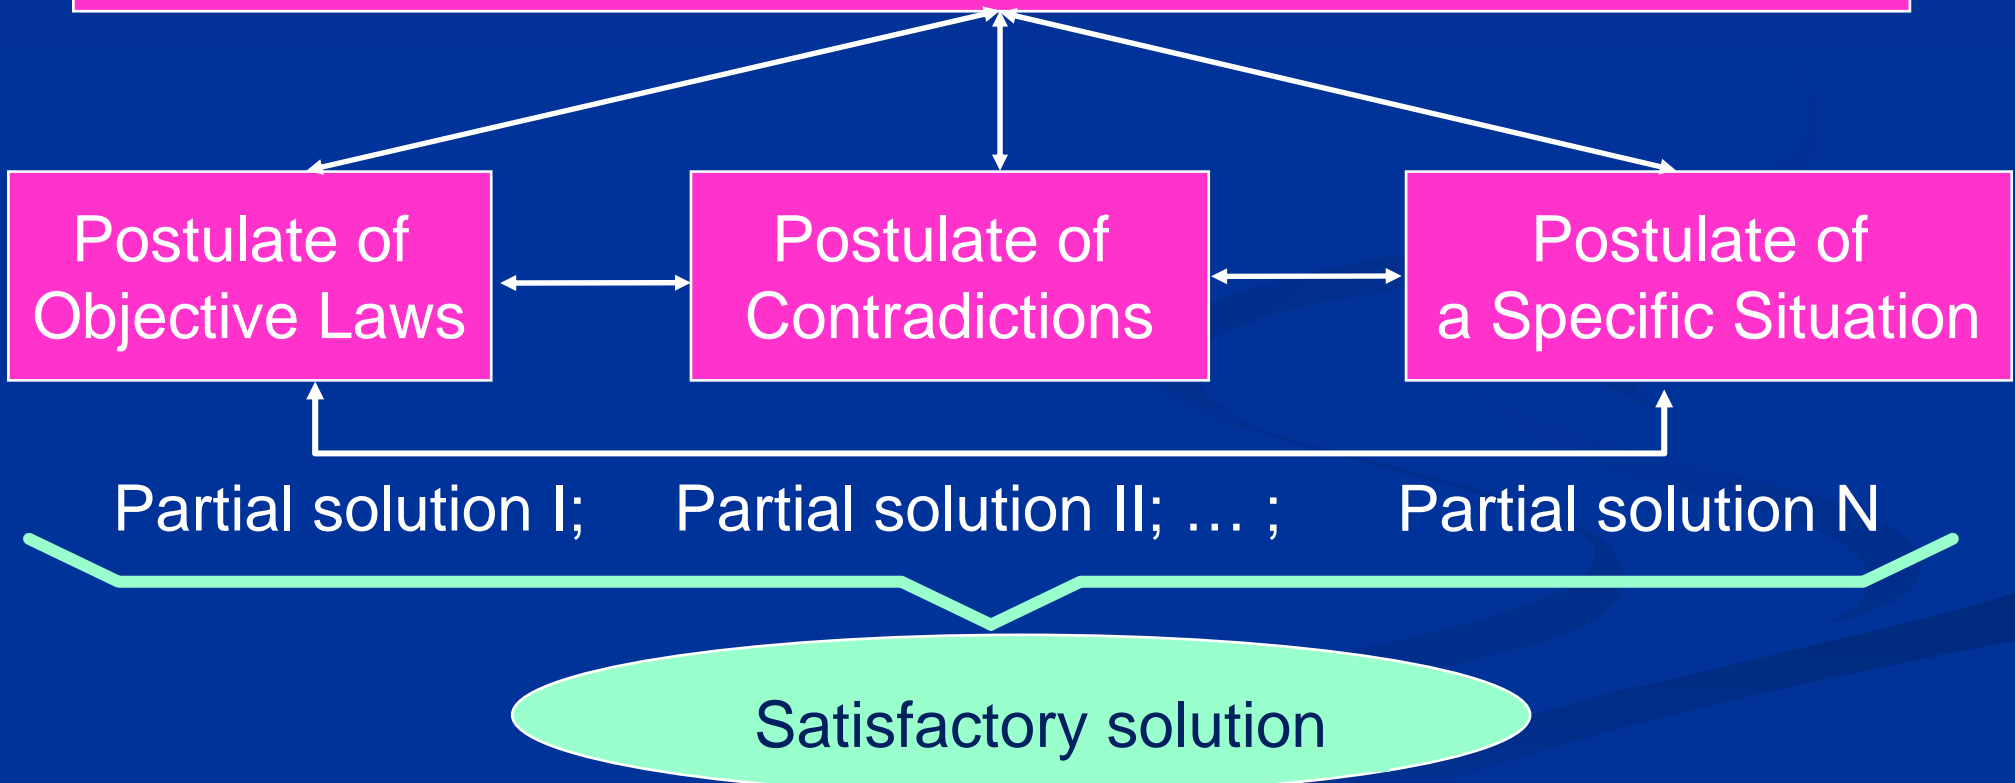 Postulate of
Objective Laws
Postulate of
Contradictions
Postulate of
a Specific Situation
Partial solution I; Partial solution II; … ; Partial solution N
Satisfactory solution